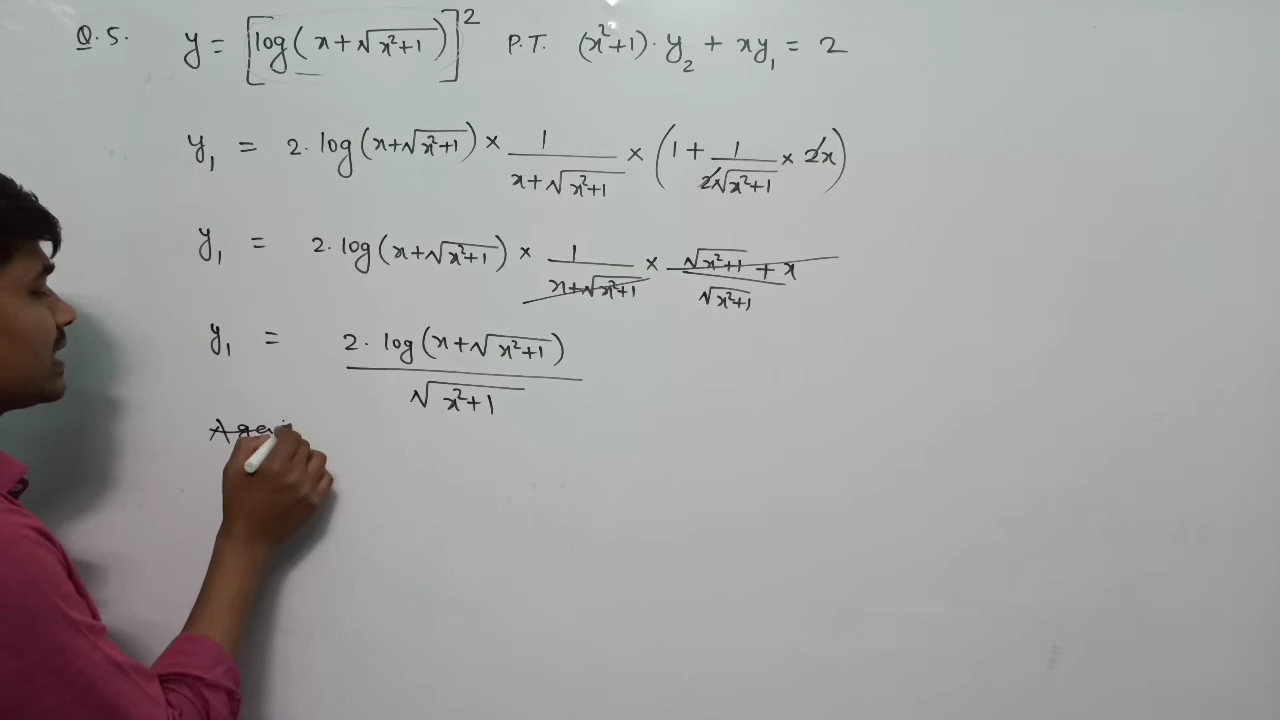 Q.5. y = [log(x+√(x²+1))]² P.T. (x²+1)·y₂ + xy₁ = 2
y₁ = 2·log(x+√(x²+1)) × 1/(x+√(x²+1)) × (1 + 1/(2√(x²+1)) × 2x)
y₁ = 2·log(x+√(x²+1)) × 1/(x+√(x²+1)) × (√(x²+1) + x)/√(x²+1)
y₁ = 2·log(x+√(x²+1))/√(x²+1)